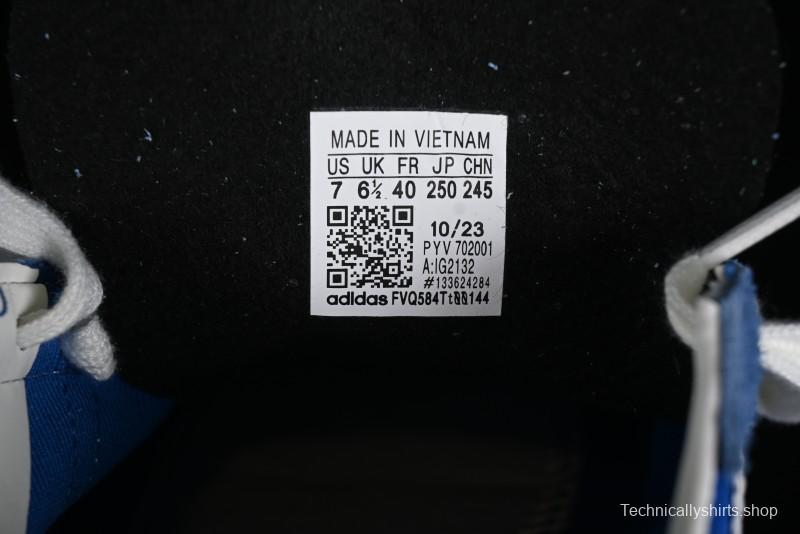 MADE IN VIETNAM
US UK FR JP CHN
7 6½ 40 250 245
10/23
PYV 702001
A:IG2132
#133624284
adidas FVQ584Tt00144
Technicallyshirts.shop